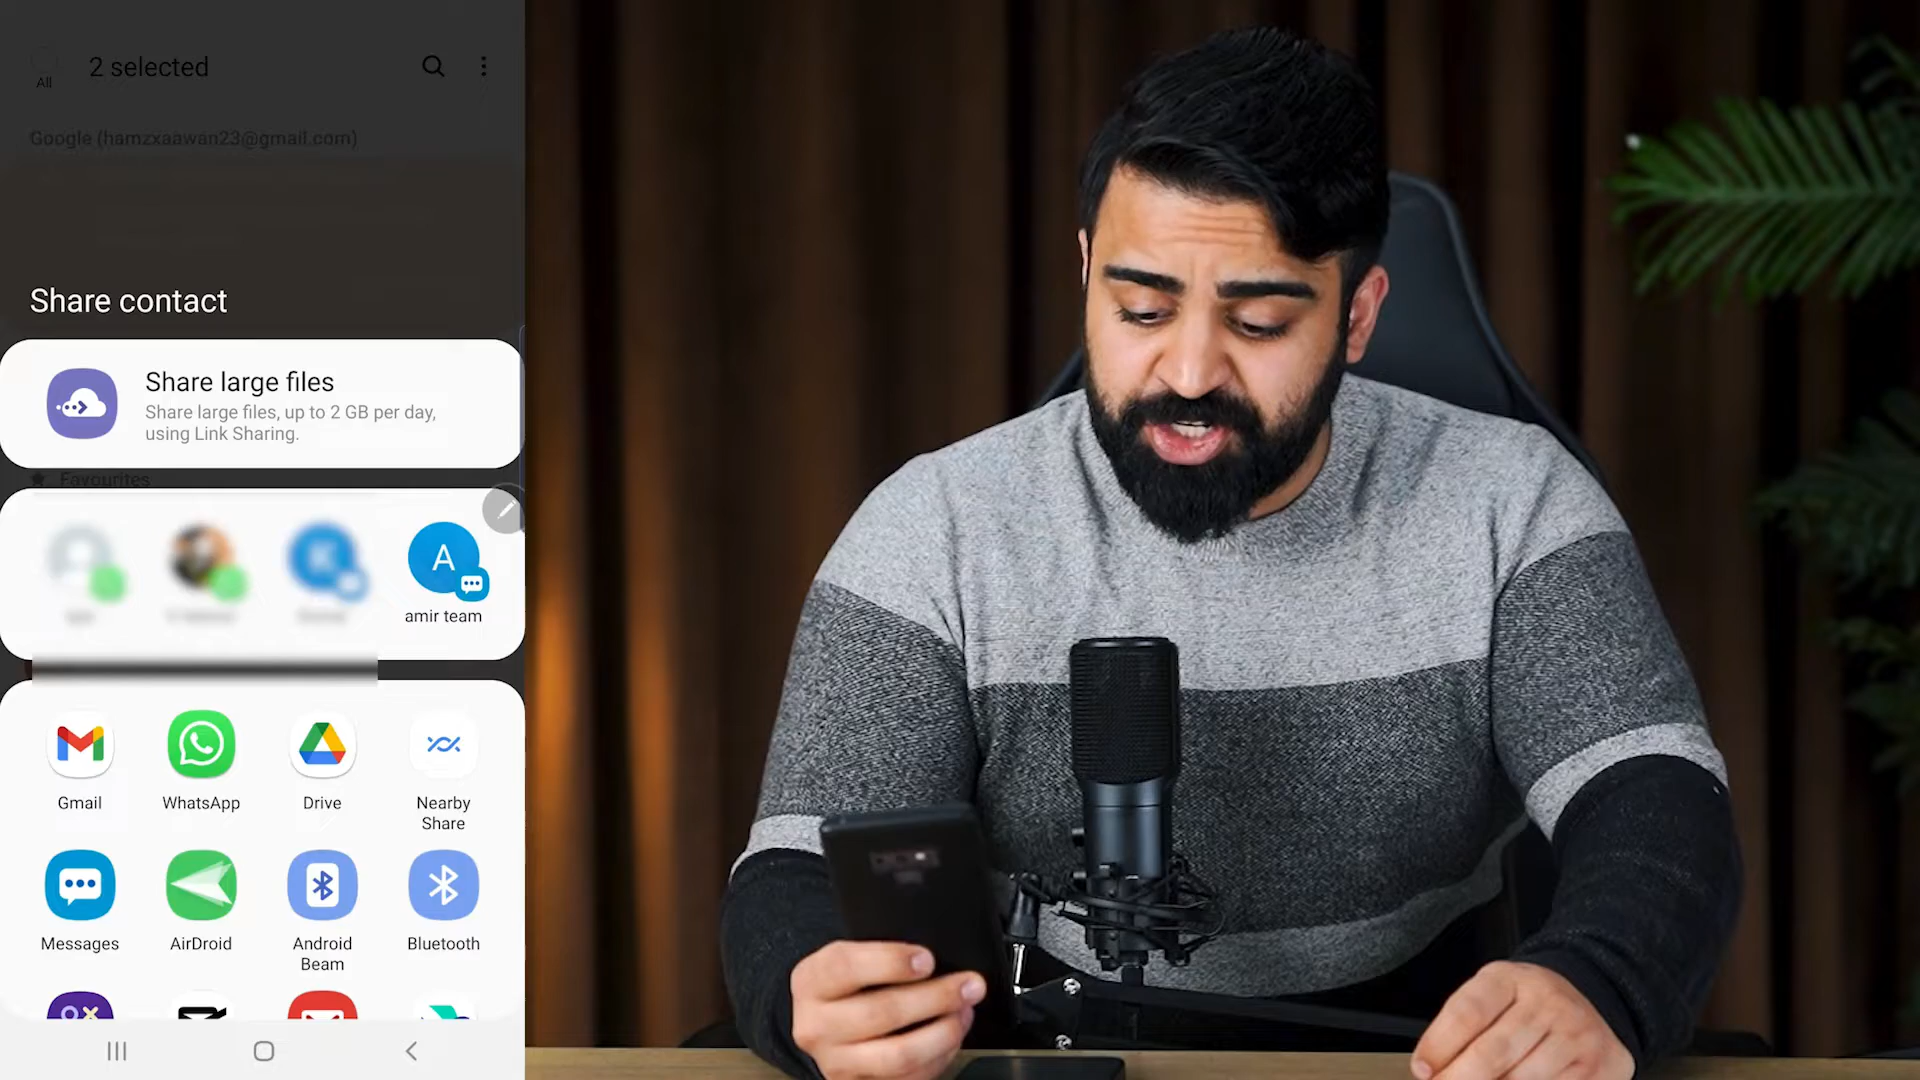 2 selected
All
Google (hamzxaawan23@gmail.com)
Share contact
Share large files
Share large files, up to 2 GB per day,
using Link Sharing.
Favourites
A
amir team
Gmail
WhatsApp
Drive
Nearby
Share
Messages
AirDroid
Android
Beam
Bluetooth